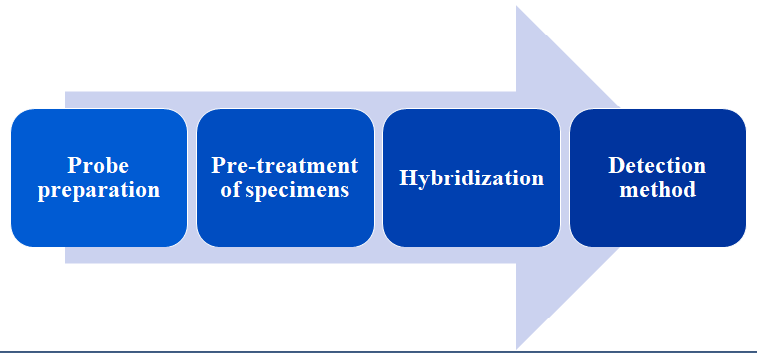 Probe
preparation
Pre-treatment
of specimens
Hybridization
Detection
method